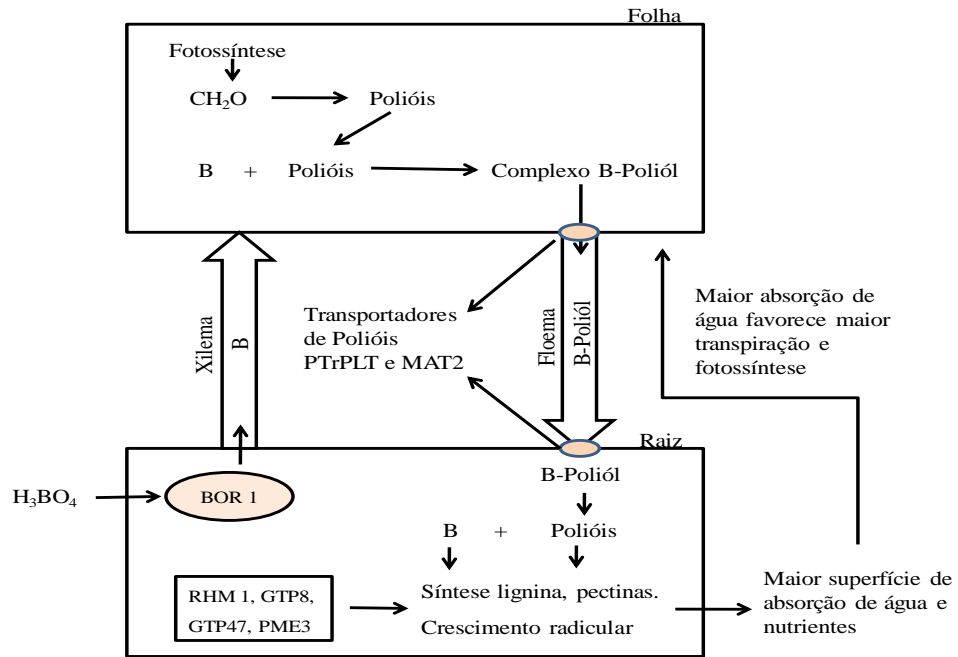 Folha
Fotossíntese
CH₂O
Polióis
B + Polióis
Complexo B-Poliól
Xilema
B
Transportadores
de Polióis
PTrPLT e MAT2
Floema
B-Poliól
Maior absorção de
água favorece maior
transpiração e
fotossíntese
Raiz
H₃BO₄
BOR 1
B-Poliól
B + Polióis
RHM 1, GTP8,
GTP47, PME3
Síntese lignina, pectinas.
Crescimento radicular
Maior superfície de
absorção de água e
nutrientes